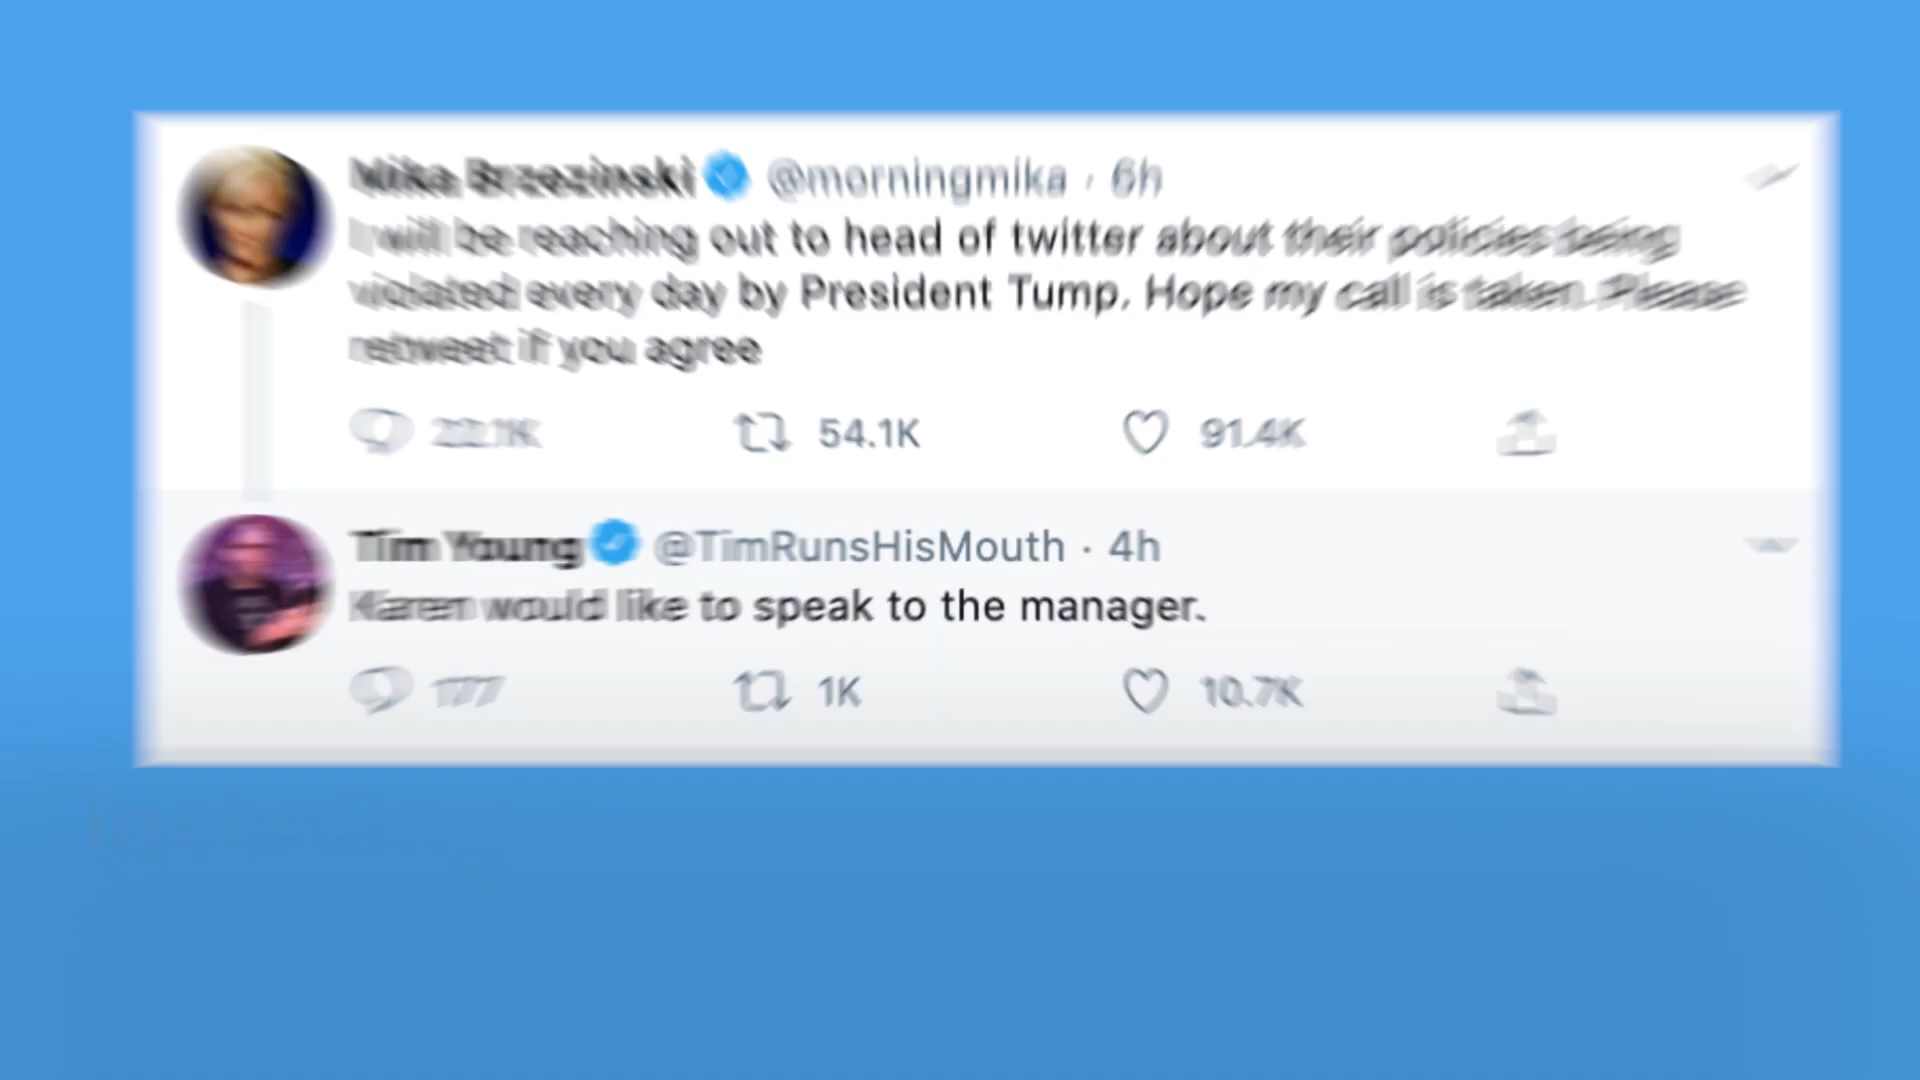 Mika Brzezinski @morningmika · 6h
I will be reaching out to head of twitter about their policies being
violated every day by President Tump. Hope my call is taken. Please
retweet if you agree
22.1K 54.1K 91.4K
Tim Young @TimRunsHisMouth · 4h
Karen would like to speak to the manager.
177 1K 10.7K